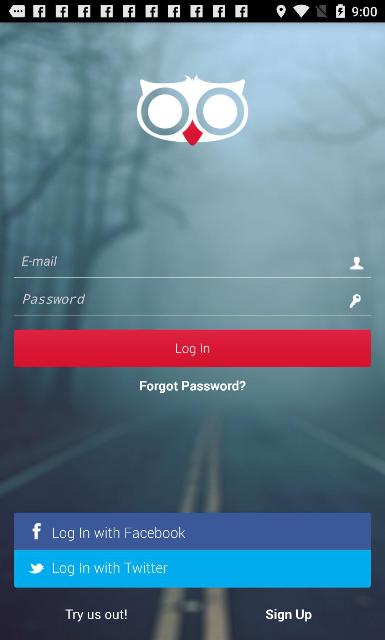 9:00
E-mail
Password
Log In
Forgot Password?
f Log In with Facebook
Log In with Twitter
Try us out! Sign Up